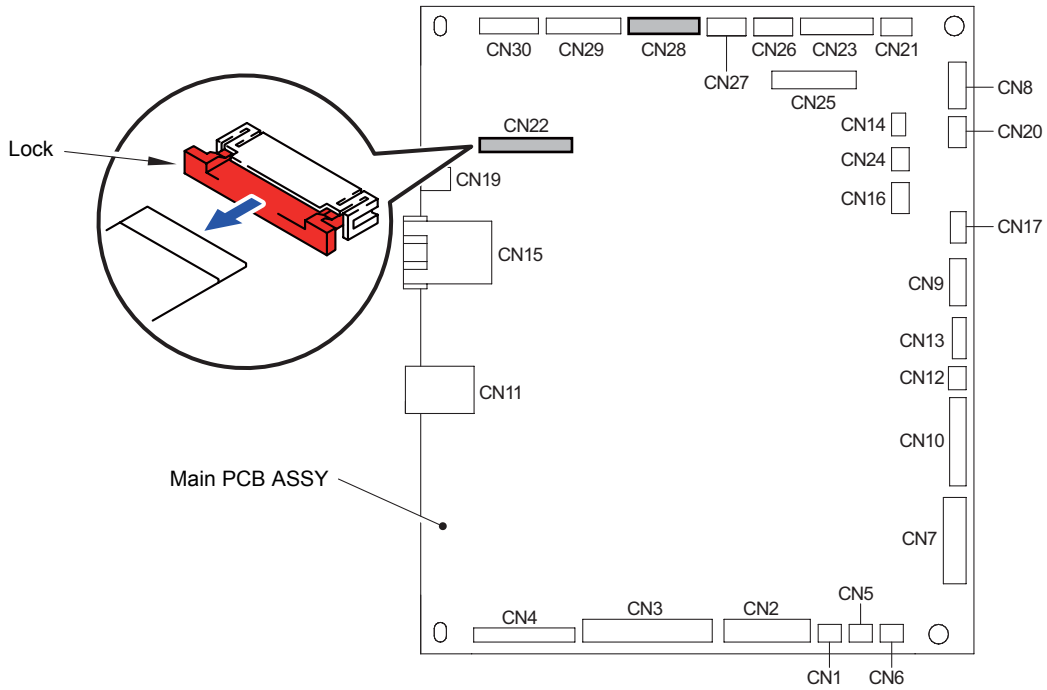 CN30 CN29 CN28 CN26 CN23 CN21
CN27
CN8
CN25
CN14
CN20
CN22
Lock
CN24
CN19
CN16
CN17
CN15
CN9
CN13
CN12
CN11
CN10
Main PCB ASSY
CN7
CN5
CN4 CN3 CN2
CN1 CN6